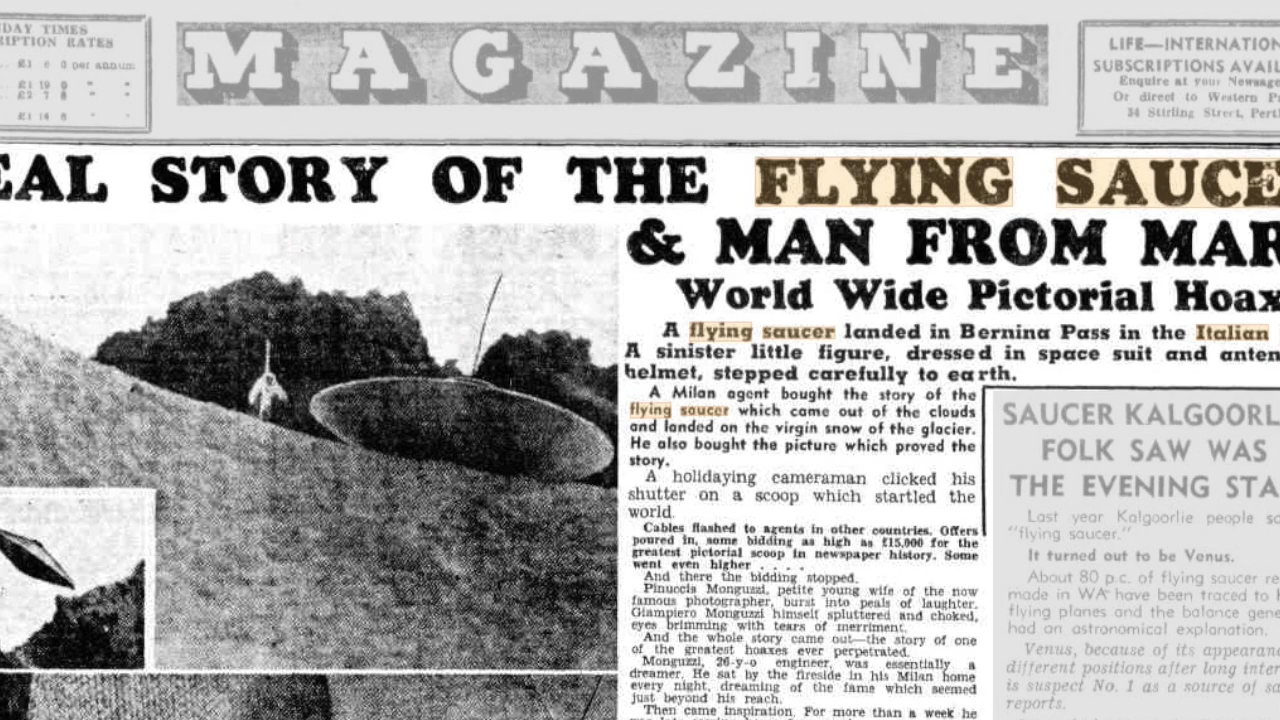 DAY TIMES
RIPTION RATES
£1 6 0 per annum
£1 19 0 " "
£2 7 8 " "
£1 14 6 " "
MAGAZINE
LIFE—INTERNATION
SUBSCRIPTIONS AVAIL
Enquire at your Newsage
Or direct to Western P
34 Stirling Street, Pert
EAL STORY OF THE FLYING SAUCE
& MAN FROM MAR
World Wide Pictorial Hoax
A flying saucer landed in Bernina Pass in the Italian
A sinister little figure, dressed in space suit and anten
helmet, stepped carefully to earth.
A Milan agent bought the story of the
flying saucer which came out of the clouds
and landed on the virgin snow of the glacier.
He also bought the picture which proved the
story.
A holidaying cameraman clicked his
shutter on a scoop which startled the
world.
Cables flashed to agents in other countries. Offers
poured in, some bidding as high as £15,000 for the
greatest pictorial scoop in newspaper history. Some
went even higher . . . .
And there the bidding stopped.
Pinuccia Monguzzi, petite young wife of the now
famous photographer, burst into peals of laughter.
Giampiero Monguzzi himself spluttered and choked,
eyes brimming with tears of merriment.
And the whole story came out—the story of one
of the greatest hoaxes ever perpetrated.
Monguzzi, 26-y-o engineer, was essentially a
dreamer. He sat by the fireside in his Milan home
every night, dreaming of the fame which seemed
just beyond his reach.
Then came inspiration. For more than a week he
SAUCER KALGOORL
FOLK SAW WAS
THE EVENING STA
Last year Kalgoorlie people sa
"flying saucer."
It turned out to be Venus.
About 80 p.c. of flying saucer re
made in WA have been traced to
flying planes and the balance gene
had an astronomical explanation.
Venus, because of its appearanc
different positions after long inter
is suspect No. 1 as a source of sa
reports.